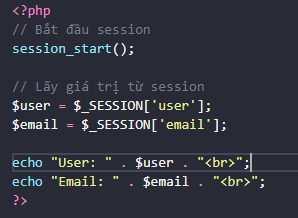 <?php
// Bắt đầu session
session_start();
// Lấy giá trị từ session
$user = $_SESSION['user'];
$email = $_SESSION['email'];
echo "User: " . $user . "<br>";
echo "Email: " . $email . "<br>";
?>